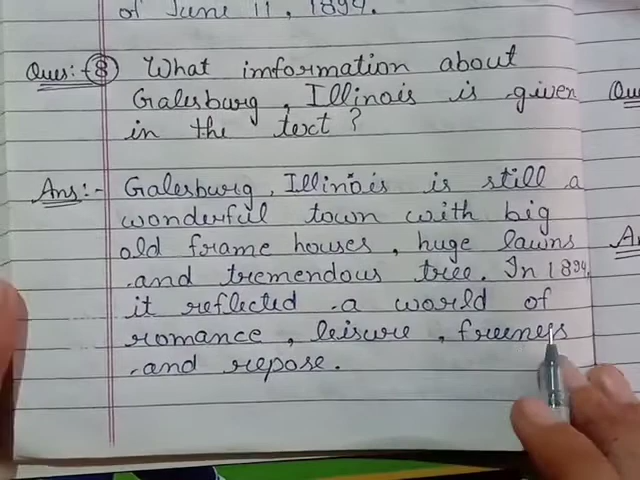 of June 11, 1894.
Ques:- 8 What imformation about
Galesburg, Illinois is given
in the text?
Ans:- Galesburg, Illinois is still a
wonderful town with big
old frame houses, huge lawns
and tremendous tree. In 1894,
it reflected a world of
romance, leisure, freeness
and repose.